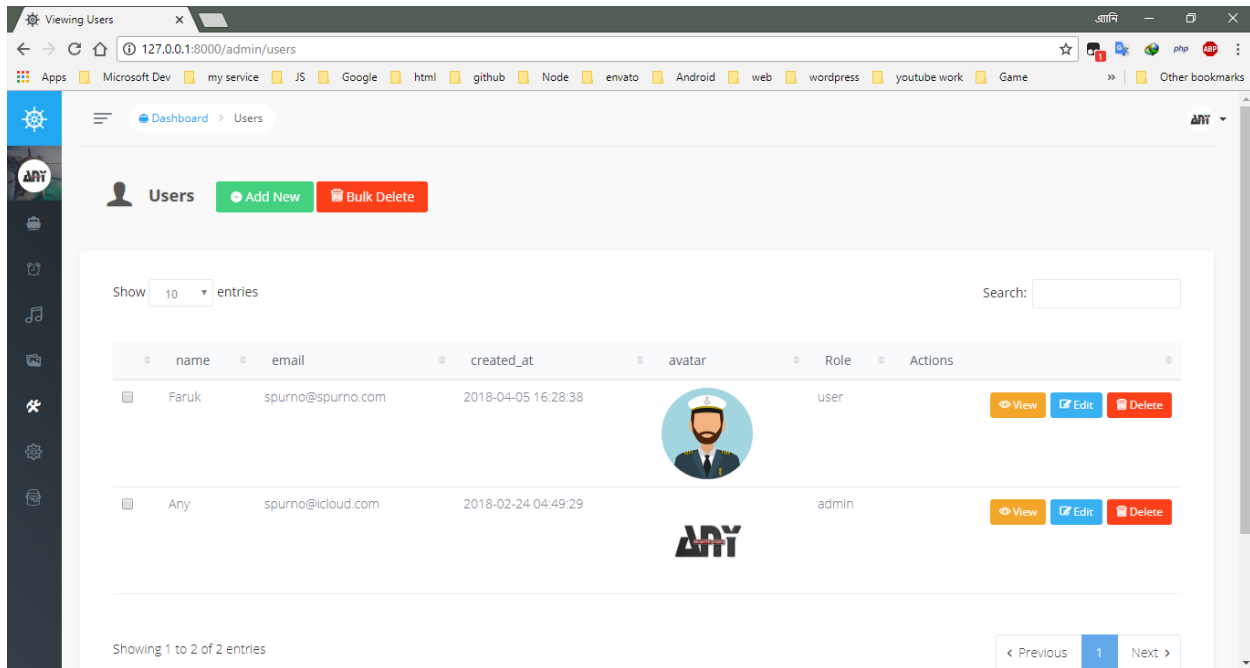 Viewing Users
এ্যানি
127.0.0.1:8000/admin/users
1
php
ABP
Apps Microsoft Dev my service JS Google html github Node envato Android web wordpress youtube work Game » Other bookmarks
Dashboard > Users
ANY
ANY
Users Add New Bulk Delete
Show 10 entries
Search:
name email created_at avatar Role Actions
Faruk spurno@spurno.com 2018-04-05 16:28:38 user View Edit Delete
Any spurno@icloud.com 2018-02-24 04:49:29 admin View Edit Delete
ANY
Showing 1 to 2 of 2 entries
‹ Previous 1 Next ›